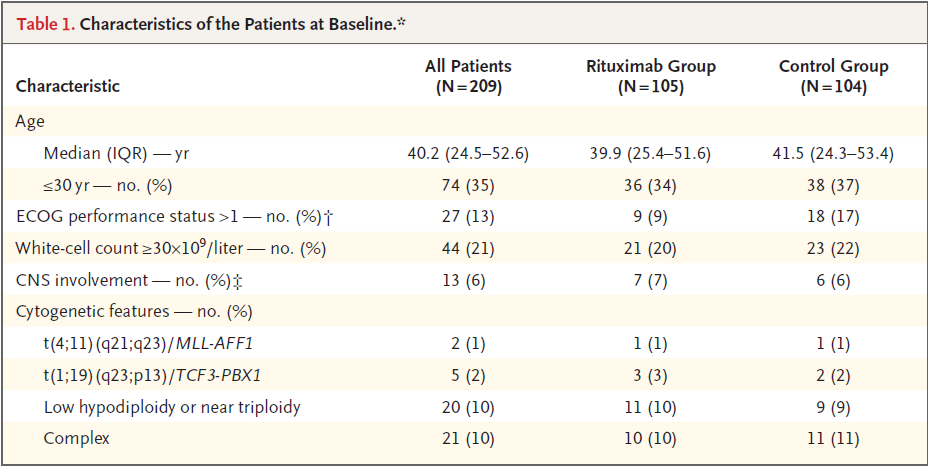 Table 1. Characteristics of the Patients at Baseline.*
Characteristic All Patients (N=209) Rituximab Group (N=105) Control Group (N=104)
Age
Median (IQR) — yr 40.2 (24.5–52.6) 39.9 (25.4–51.6) 41.5 (24.3–53.4)
≤30 yr — no. (%) 74 (35) 36 (34) 38 (37)
ECOG performance status >1 — no. (%)† 27 (13) 9 (9) 18 (17)
White-cell count ≥30×10⁹/liter — no. (%) 44 (21) 21 (20) 23 (22)
CNS involvement — no. (%)‡ 13 (6) 7 (7) 6 (6)
Cytogenetic features — no. (%)
t(4;11)(q21;q23)/MLL-AFF1 2 (1) 1 (1) 1 (1)
t(1;19)(q23;p13)/TCF3-PBX1 5 (2) 3 (3) 2 (2)
Low hypodiploidy or near triploidy 20 (10) 11 (10) 9 (9)
Complex 21 (10) 10 (10) 11 (11)